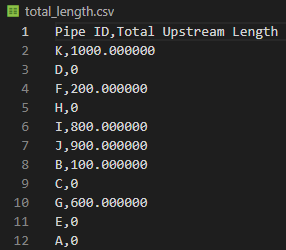 total_length.csv
1 Pipe ID,Total Upstream Length
2 K,1000.000000
3 D,0
4 F,200.000000
5 H,0
6 I,800.000000
7 J,900.000000
8 B,100.000000
9 C,0
10 G,600.000000
11 E,0
12 A,0